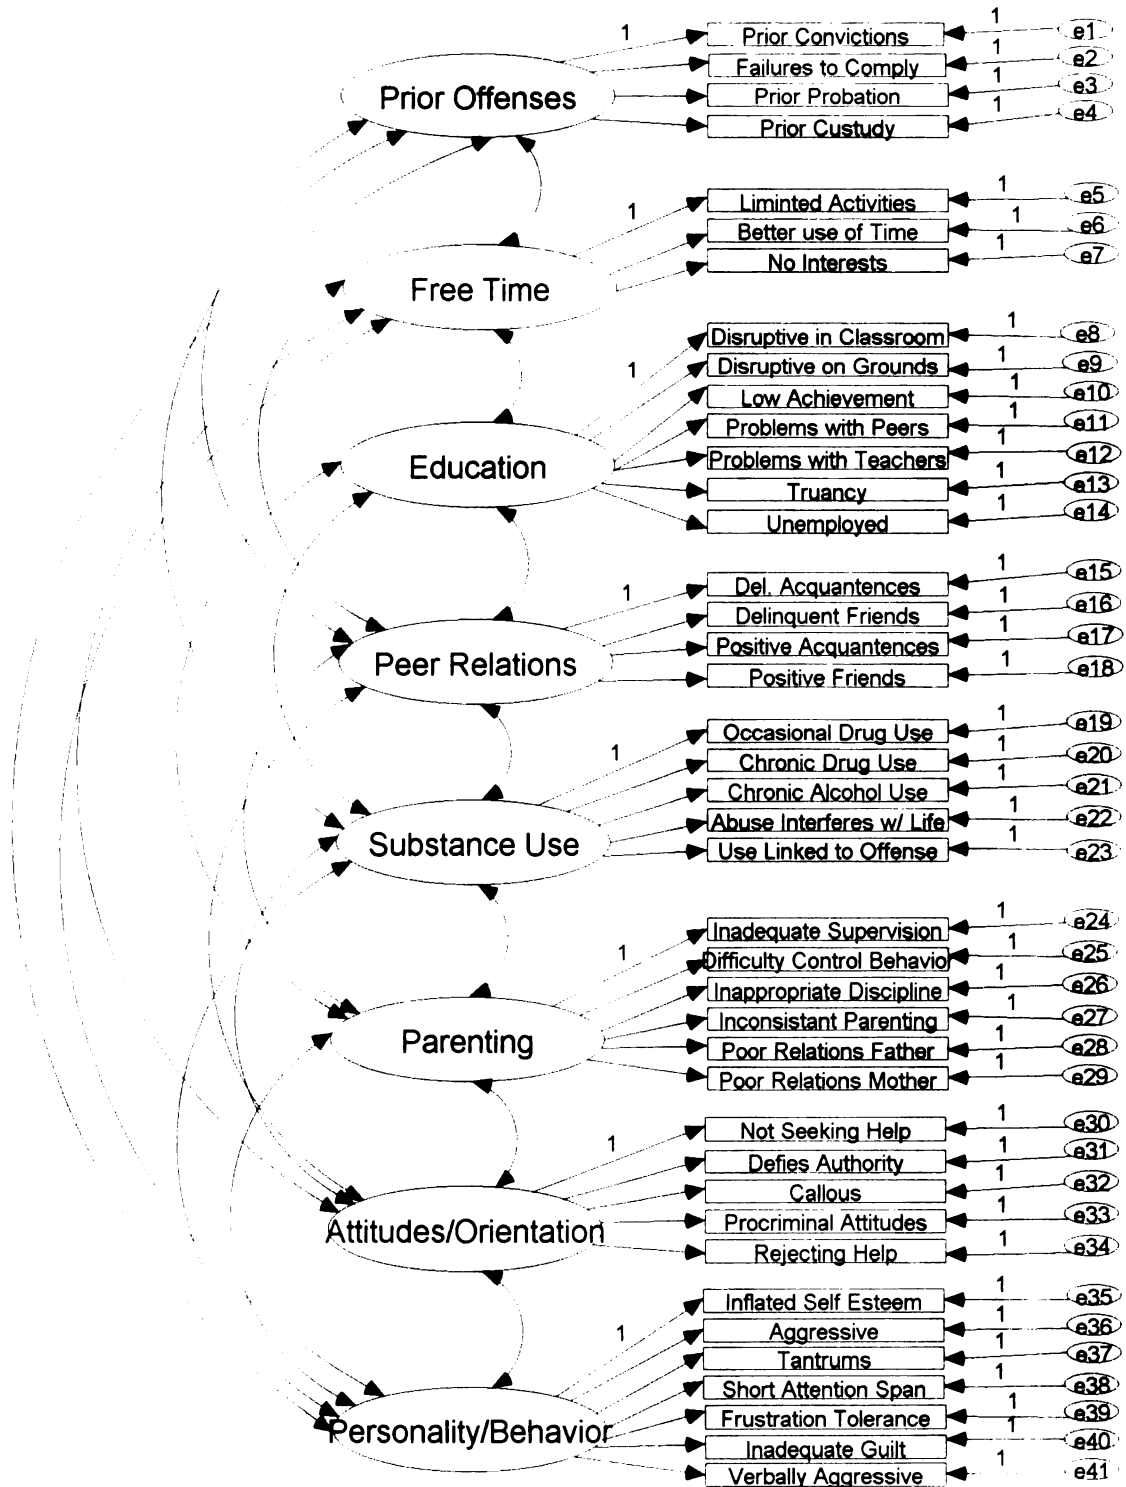 1 Prior Convictions 1 e1
Failures to Comply 1 e2
Prior Offenses
Prior Probation 1 e3
Prior Custudy 1 e4
1 Liminted Activities 1 e5
Better use of Time 1 e6
No Interests 1 e7
Free Time
Disruptive in Classroom 1 e8
1 Disruptive on Grounds 1 e9
Low Achievement 1 e10
Problems with Peers 1 e11
Education
Problems with Teachers 1 e12
Truancy 1 e13
Unemployed 1 e14
1 Del. Acquantences 1 e15
Delinquent Friends 1 e16
Positive Acquantences 1 e17
Peer Relations
Positive Friends 1 e18
Occasional Drug Use 1 e19
1 Chronic Drug Use 1 e20
Chronic Alcohol Use 1 e21
Abuse Interferes w/ Life 1 e22
Substance Use
Use Linked to Offense 1 e23
Inadequate Supervision 1 e24
1 Difficulty Control Behavior 1 e25
Inappropriate Discipline 1 e26
Inconsistant Parenting 1 e27
Parenting
Poor Relations Father 1 e28
Poor Relations Mother 1 e29
1 Not Seeking Help 1 e30
Defies Authority 1 e31
Callous 1 e32
Procriminal Attitudes 1 e33
Attitudes/Orientation
Rejecting Help 1 e34
Inflated Self Esteem 1 e35
1 Aggressive 1 e36
Tantrums 1 e37
Short Attention Span 1 e38
Frustration Tolerance 1 e39
Personality/Behavior
Inadequate Guilt 1 e40
Verbally Aggressive 1 e41